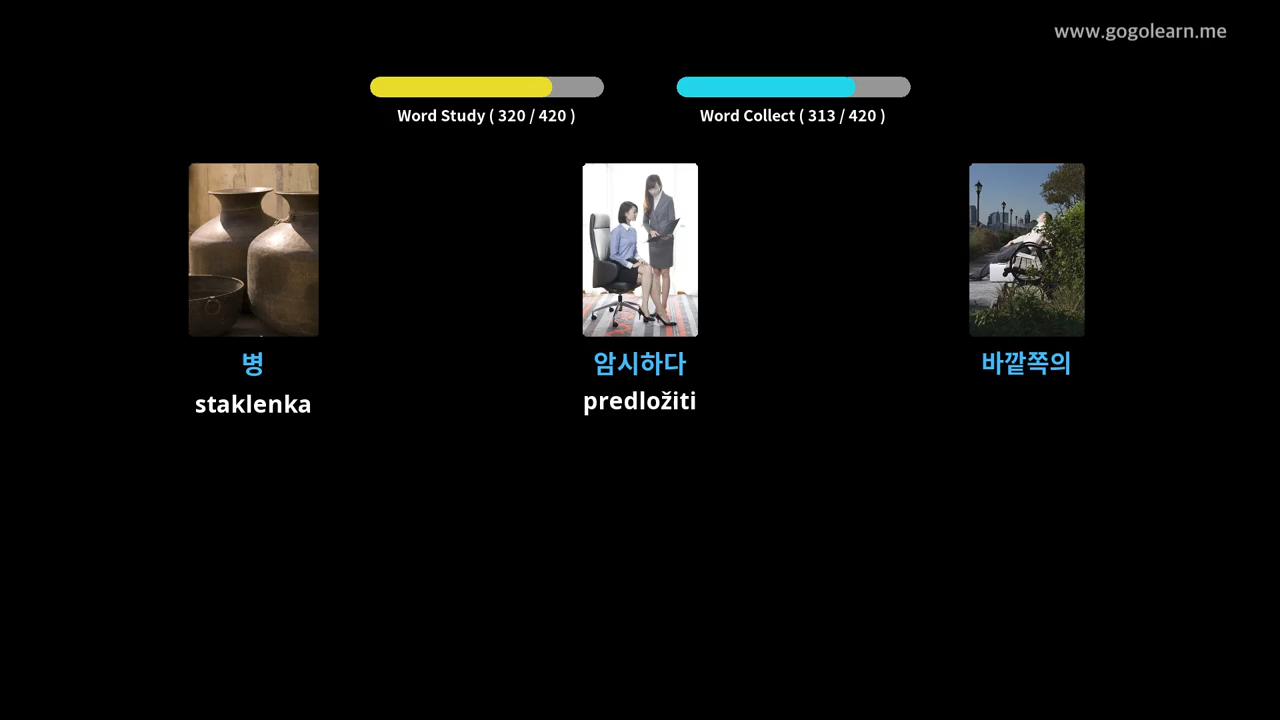 www.gogolearn.me
Word Study ( 320 / 420 )
Word Collect ( 313 / 420 )
병
암시하다
바깥쪽의
staklenka
predložiti